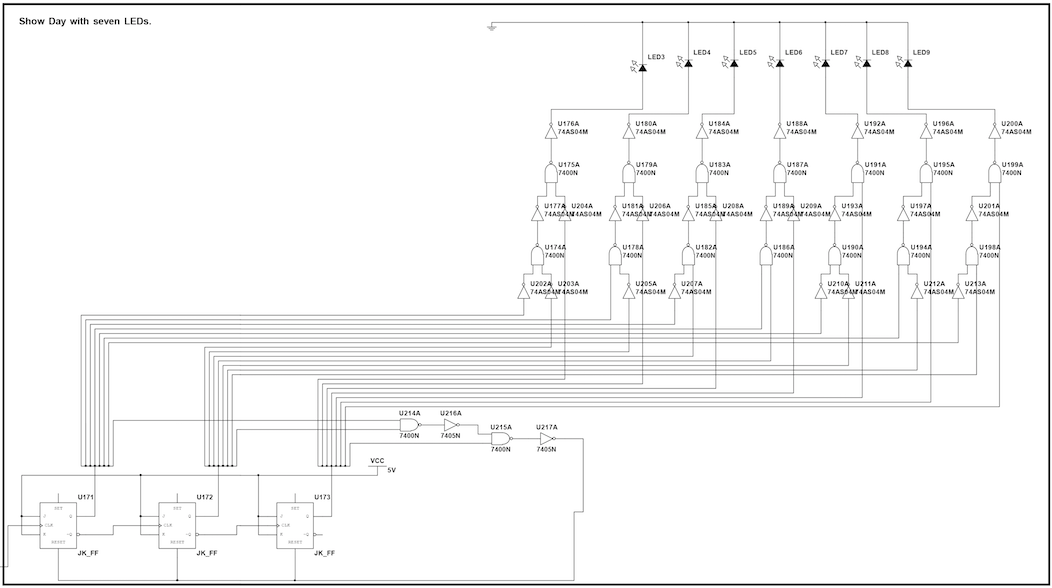 Show Day with seven LEDs.
LED3 LED4 LED5 LED6 LED7 LED8 LED9
U176A U180A U184A U188A U192A U196A U200A
74AS04M 74AS04M 74AS04M 74AS04M 74AS04M 74AS04M 74AS04M
U175A U179A U183A U187A U191A U195A U199A
7400N 7400N 7400N 7400N 7400N 7400N 7400N
U177A U204A U181A U206A U185A U208A U189A U209A U193A U197A U201A
74AS04M 74AS04M 74AS04M 74AS04M 74AS04M 74AS04M 74AS04M 74AS04M 74AS04M 74AS04M 74AS04M
U174A U178A U182A U186A U190A U194A U198A
7400N 7400N 7400N 7400N 7400N 7400N 7400N
U202A U203A U205A U207A U210A U211A U212A U213A
74AS04M 74AS04M 74AS04M 74AS04M 74AS04M 74AS04M 74AS04M 74AS04M
U214A U216A
7400N 7405N
U215A U217A
7400N 7405N
VCC
5V
U171 U172 U173
SET SET SET
J Q J Q J Q
CLK CLK CLK
K ~Q K ~Q K ~Q
RESET RESET RESET
JK_FF JK_FF JK_FF